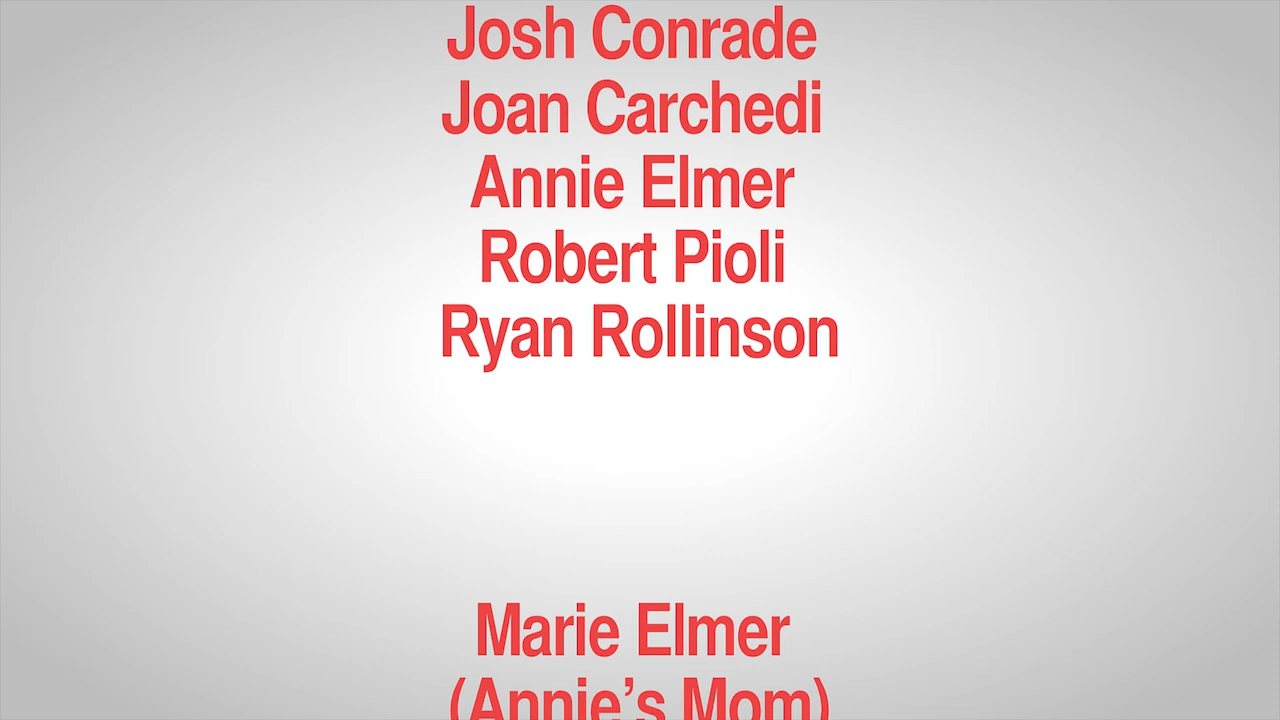 Josh Conrade
Joan Carchedi
Annie Elmer
Robert Pioli
Ryan Rollinson
Marie Elmer
(Annie’s Mom)